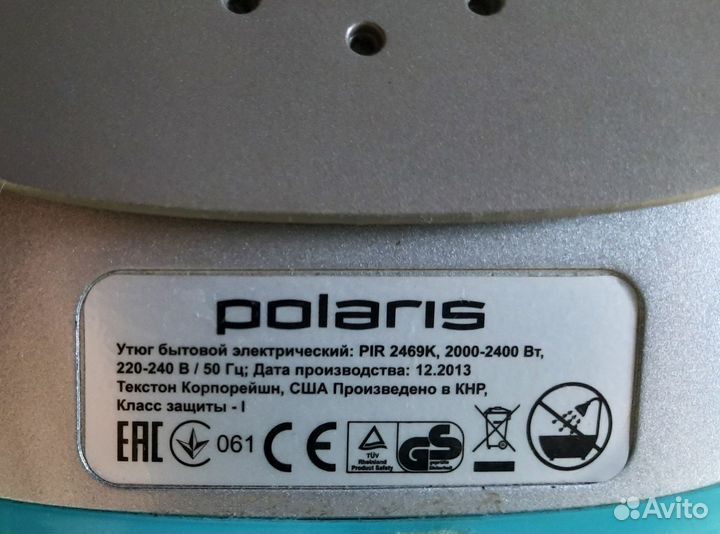 polaris
Утюг бытовой электрический: PIR 2469K, 2000-2400 Вт,
220-240 В / 50 Гц; Дата производства: 12.2013
Текстон Корпорейшн, США Произведено в КНР,
Класс защиты - I
EAC 061 CE TÜV Rheinland Product Safety GS
Avito